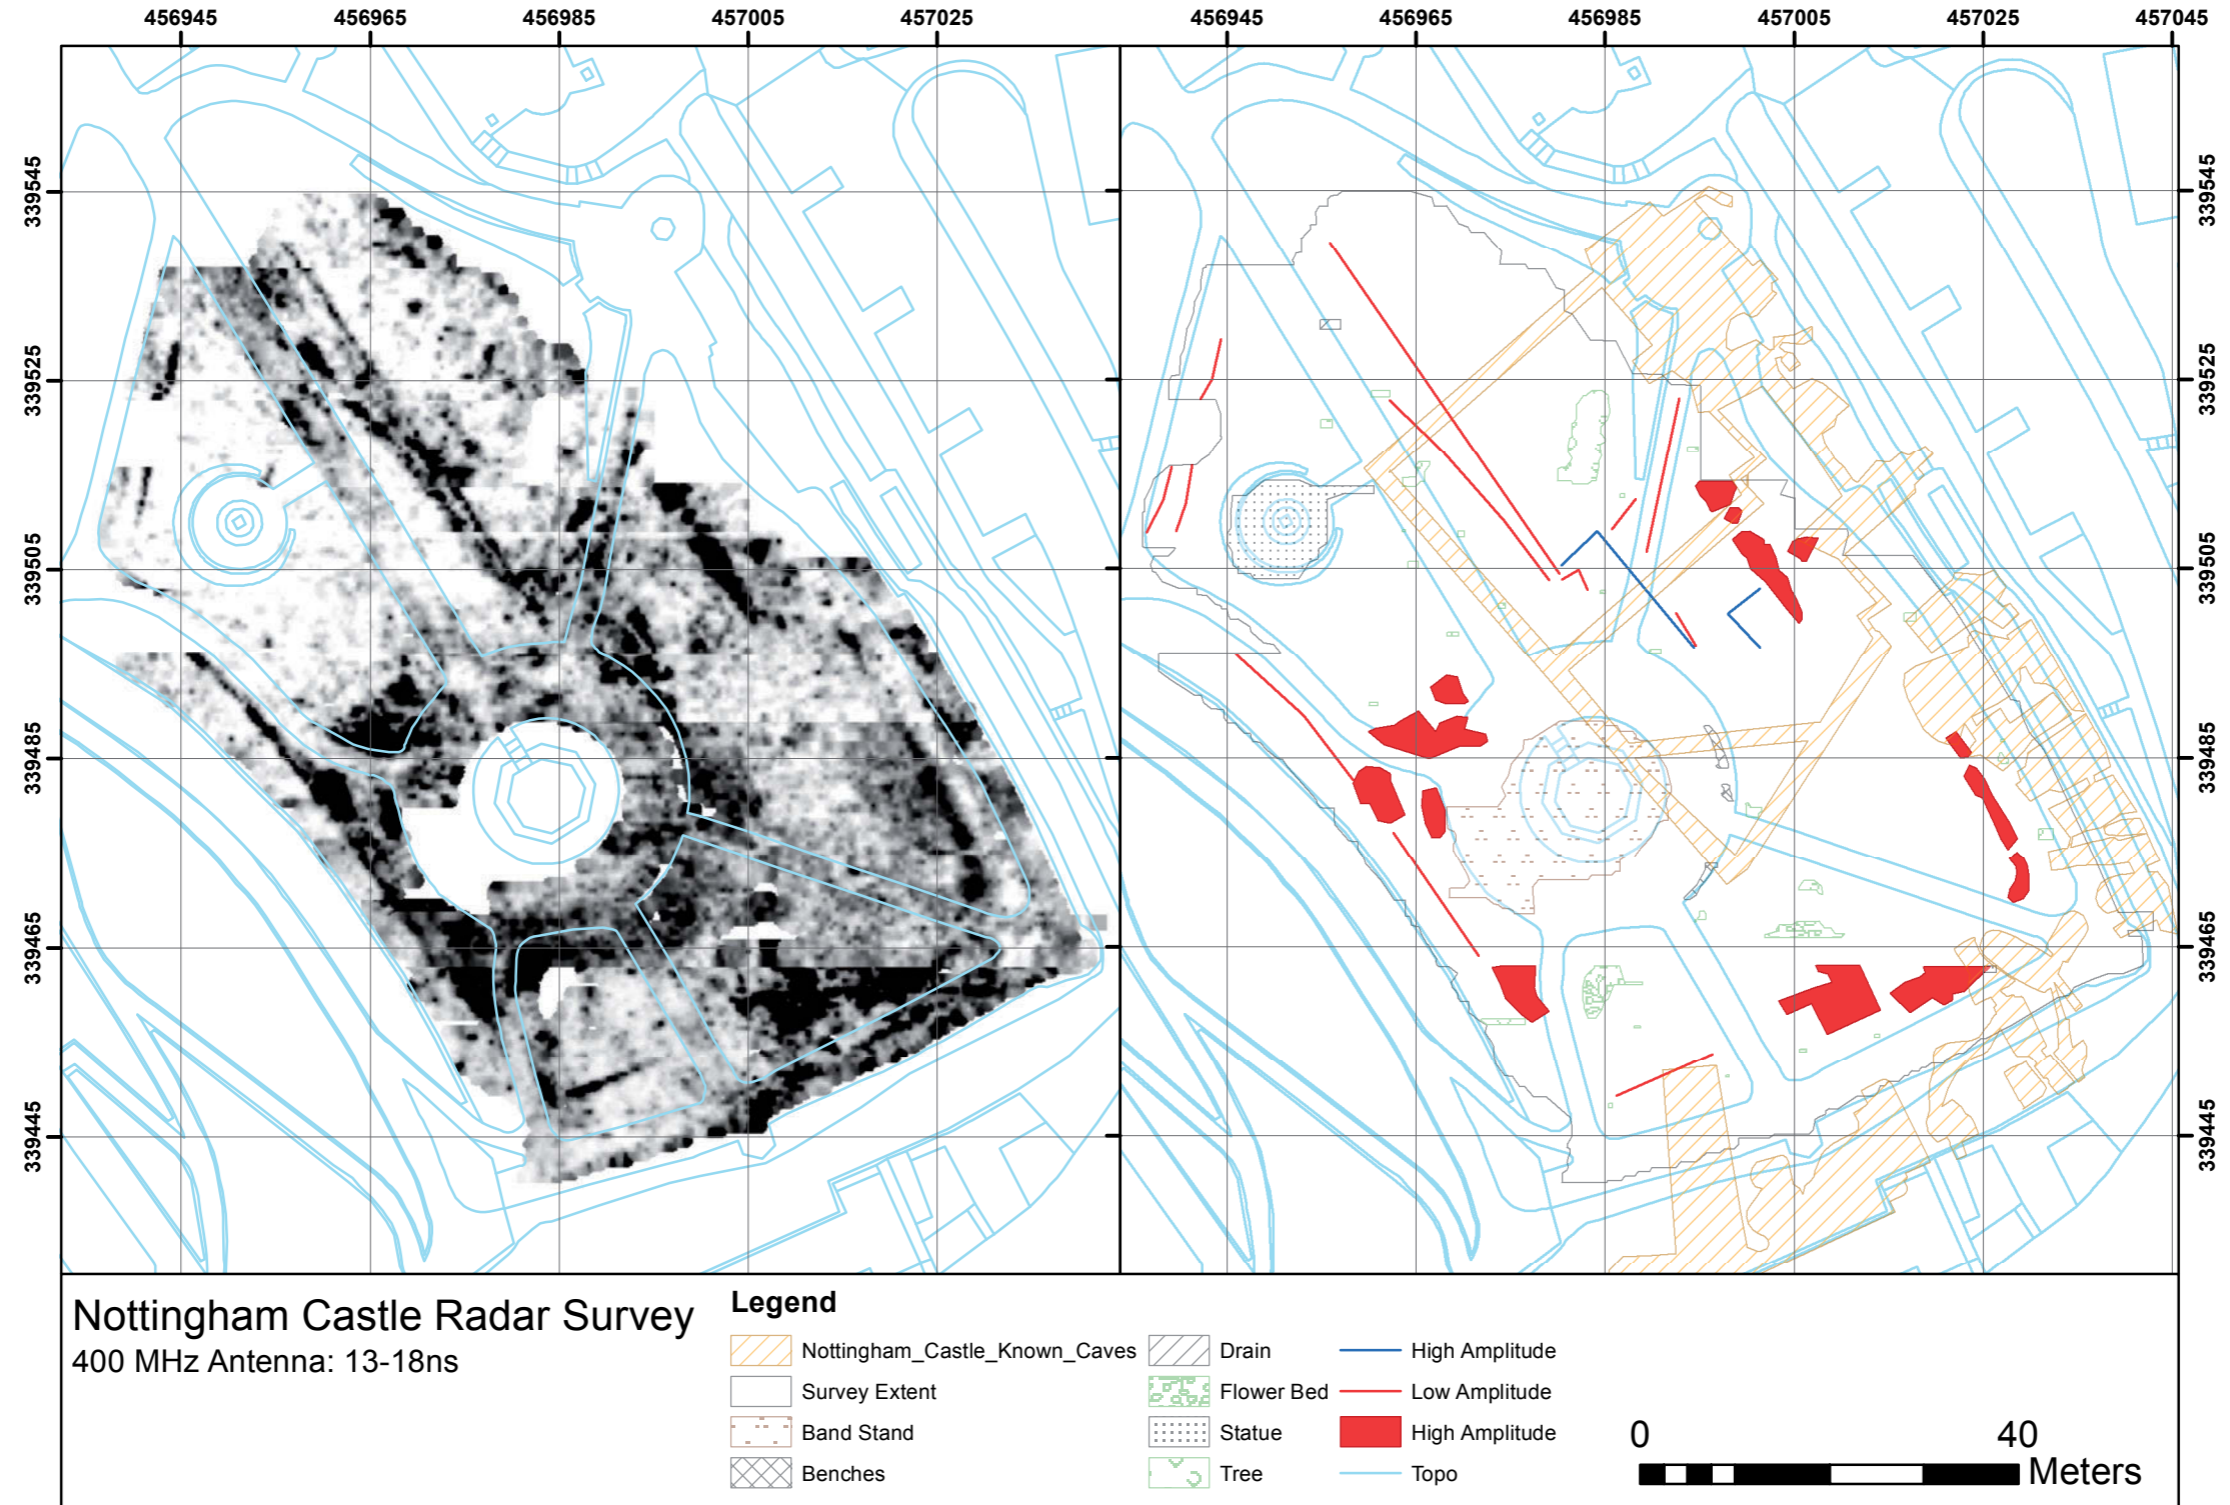 456945 456965 456985 457005 457025 456945 456965 456985 457005 457025 457045
339545 339545
339525 339525
339505 339505
339485 339485
339465 339465
339445 339445
Nottingham Castle Radar Survey
400 MHz Antenna: 13-18ns
Legend
Nottingham_Castle_Known_Caves
Survey Extent
Band Stand
Benches
Drain
Flower Bed
Statue
Tree
High Amplitude
Low Amplitude
High Amplitude
Topo
0 40
Meters